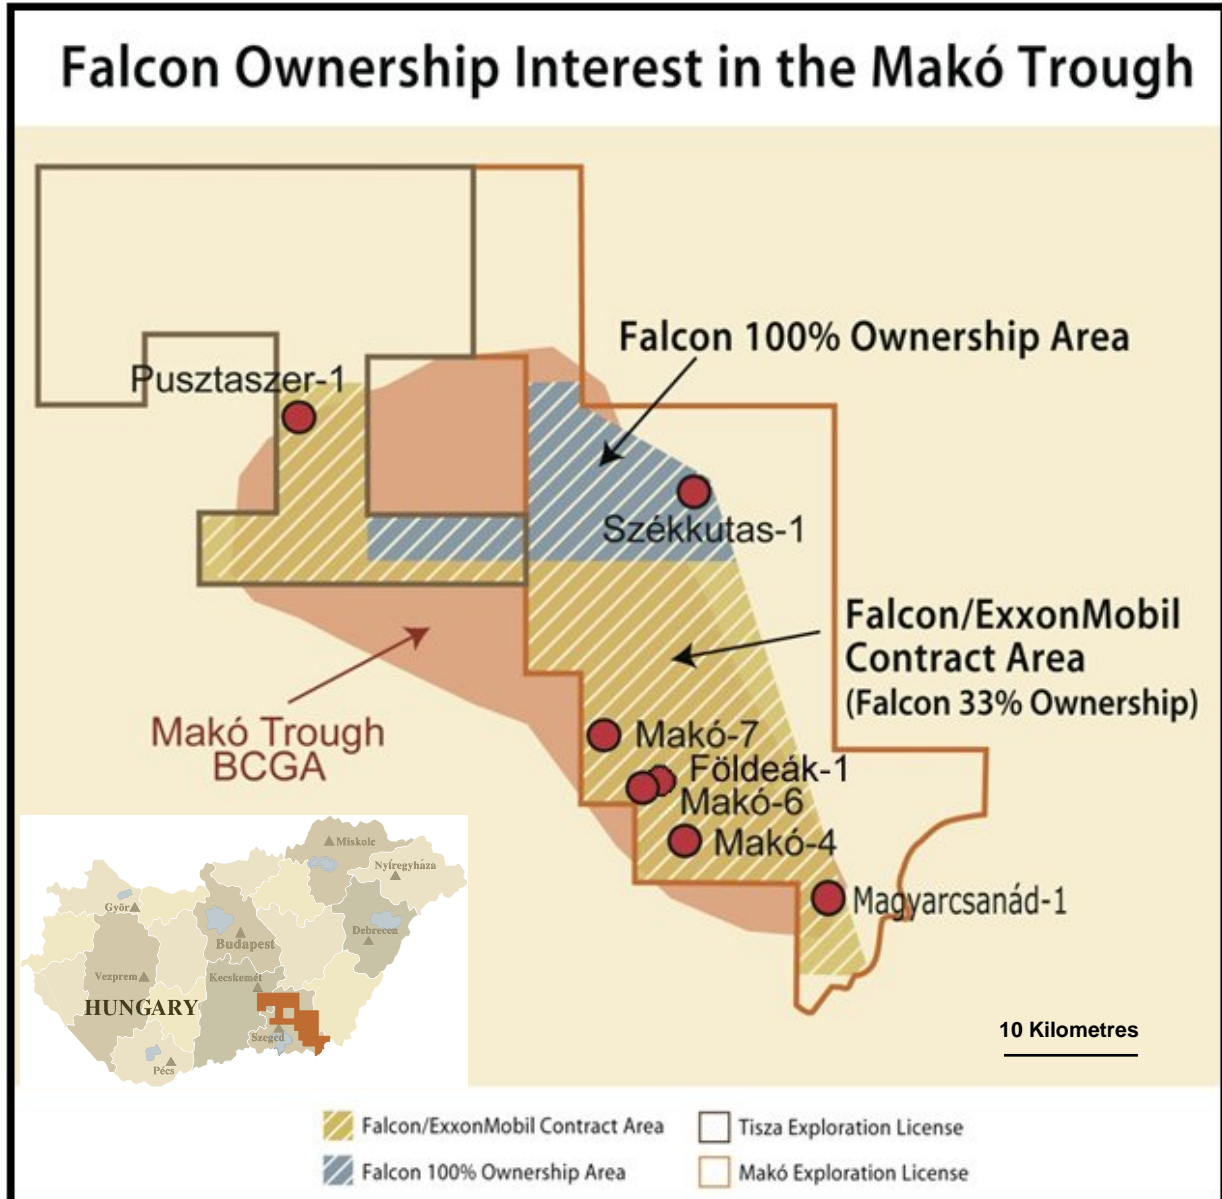 Falcon Ownership Interest in the Makó Trough
Falcon 100% Ownership Area
Pusztaszer-1
Székkutas-1
Falcon/ExxonMobil
Contract Area
(Falcon 33% Ownership)
Makó Trough
BCGA
Makó-7
Földeák-1
Makó-6
Makó-4
Magyarcsanád-1
Miskolc
Nyíregyháza
Györ
Budapest
Debrecen
Vezprem
Kecskemét
HUNGARY
Szeged
Pécs
10 Kilometres
Falcon/ExxonMobil Contract Area
Tisza Exploration License
Falcon 100% Ownership Area
Makó Exploration License